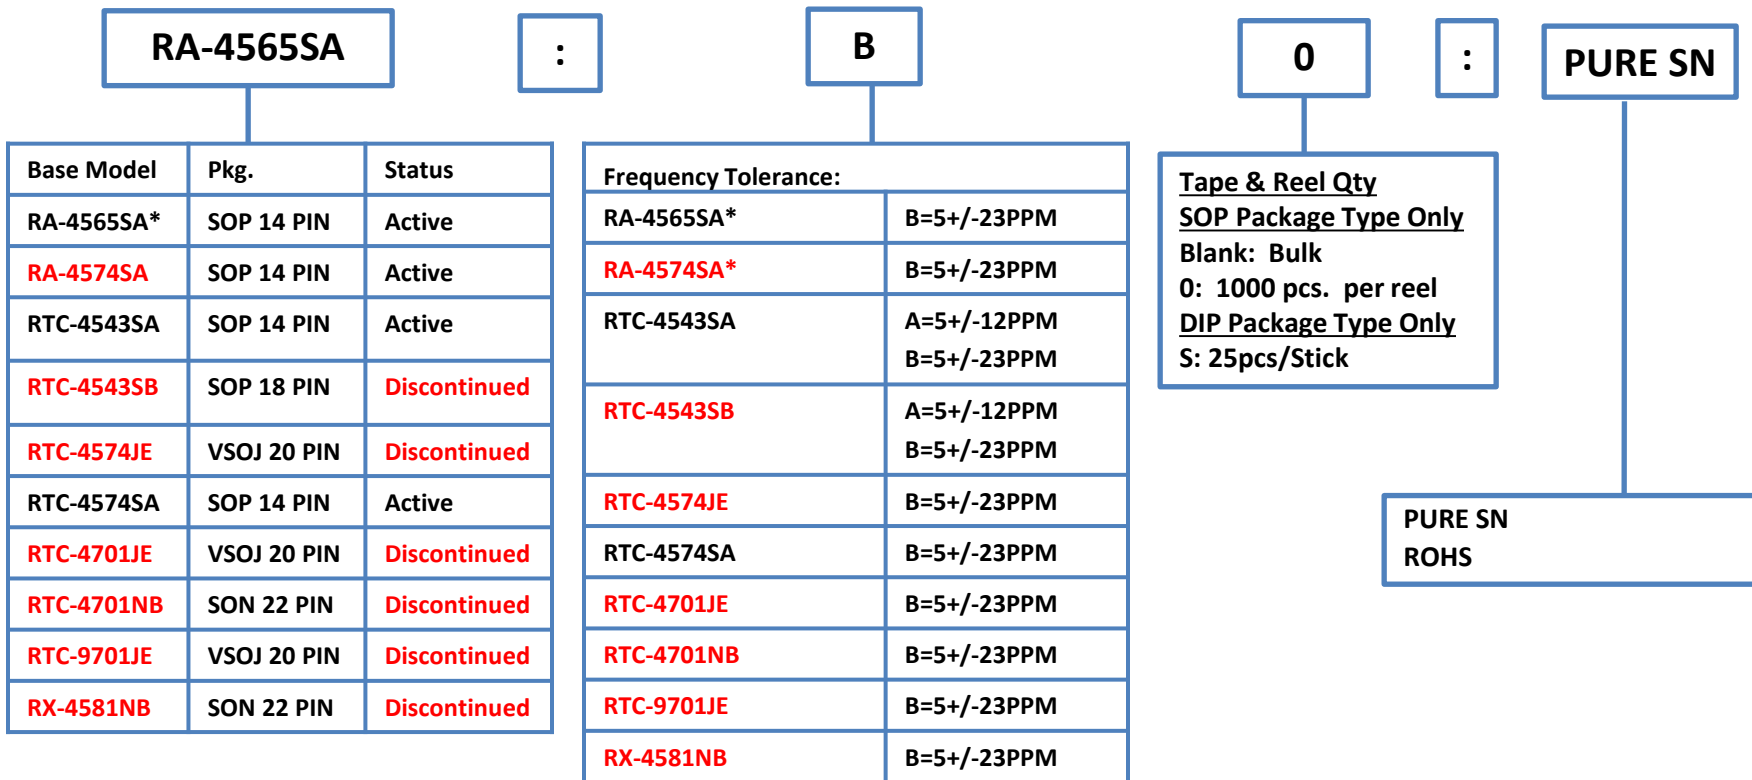 RA-4565SA : B 0 : PURE SN
Base Model Pkg. Status
RA-4565SA* SOP 14 PIN Active
RA-4574SA SOP 14 PIN Active
RTC-4543SA SOP 14 PIN Active
RTC-4543SB SOP 18 PIN Discontinued
RTC-4574JE VSOJ 20 PIN Discontinued
RTC-4574SA SOP 14 PIN Active
RTC-4701JE VSOJ 20 PIN Discontinued
RTC-4701NB SON 22 PIN Discontinued
RTC-9701JE VSOJ 20 PIN Discontinued
RX-4581NB SON 22 PIN Discontinued
Frequency Tolerance:
RA-4565SA* B=5+/-23PPM
RA-4574SA* B=5+/-23PPM
RTC-4543SA A=5+/-12PPM
B=5+/-23PPM
RTC-4543SB A=5+/-12PPM
B=5+/-23PPM
RTC-4574JE B=5+/-23PPM
RTC-4574SA B=5+/-23PPM
RTC-4701JE B=5+/-23PPM
RTC-4701NB B=5+/-23PPM
RTC-9701JE B=5+/-23PPM
RX-4581NB B=5+/-23PPM
Tape & Reel Qty
SOP Package Type Only
Blank: Bulk
0: 1000 pcs. per reel
DIP Package Type Only
S: 25pcs/Stick
PURE SN
ROHS